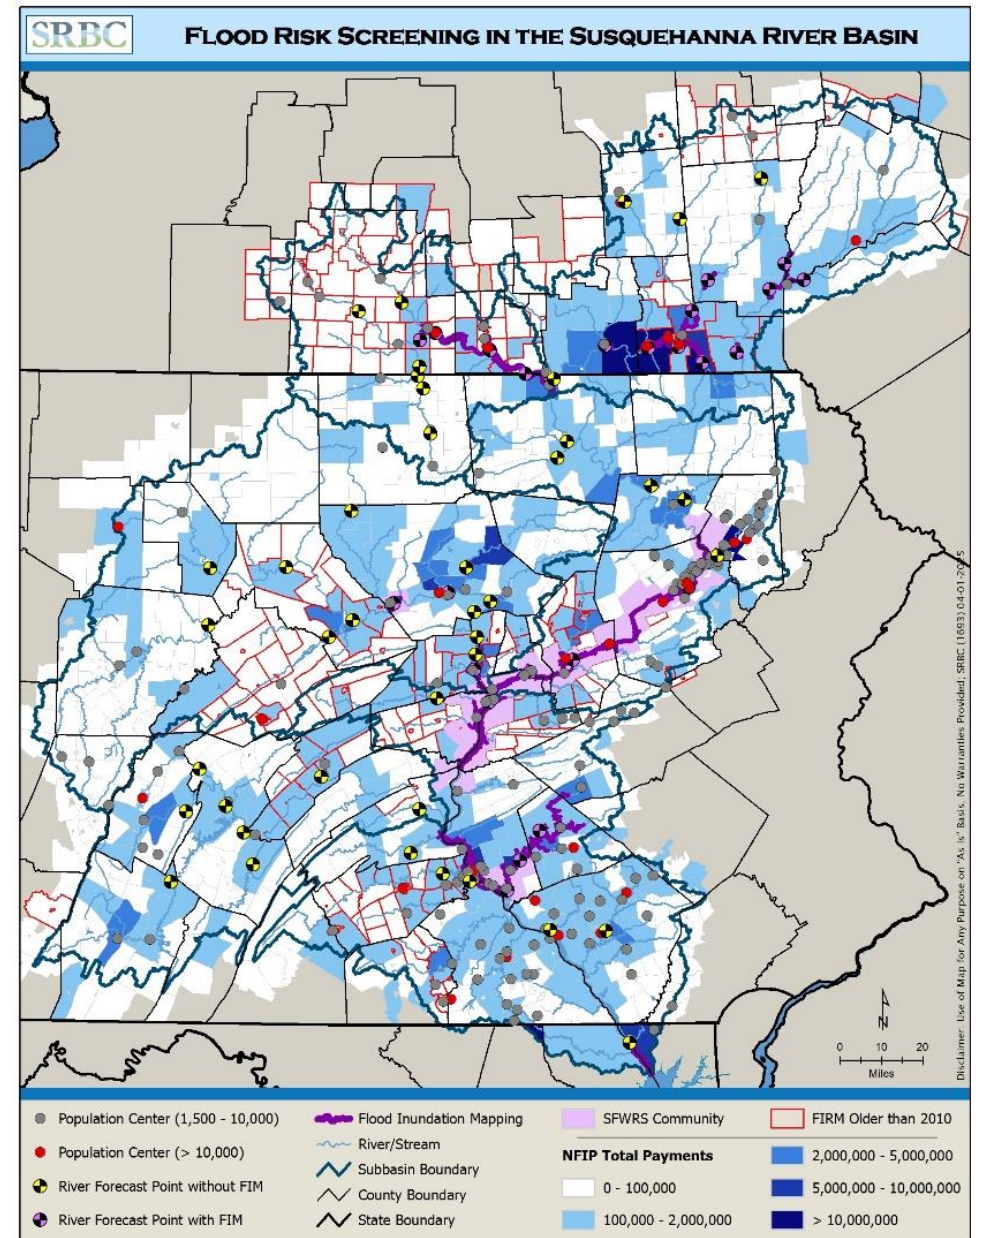 SRBC
FLOOD RISK SCREENING IN THE SUSQUEHANNA RIVER BASIN
Disclaimer: Use of Map for Any Purpose on "As Is" Basis. No Warranties Provided; SRBC (1693) 04-01-2015
N
0 10 20
Miles
Population Center (1,500 - 10,000)
Population Center (> 10,000)
River Forecast Point without FIM
River Forecast Point with FIM
Flood Inundation Mapping
River/Stream
Subbasin Boundary
County Boundary
State Boundary
SFWRS Community
NFIP Total Payments
0 - 100,000
100,000 - 2,000,000
FIRM Older than 2010
2,000,000 - 5,000,000
5,000,000 - 10,000,000
> 10,000,000